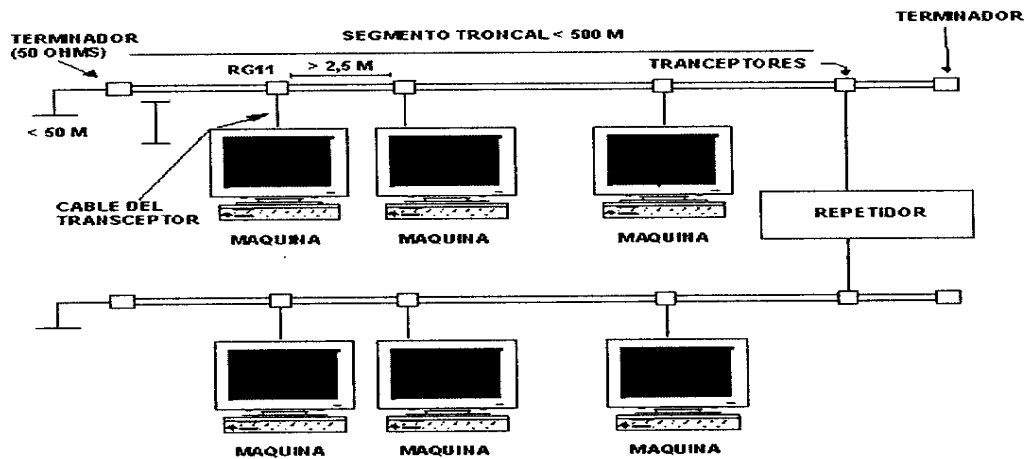 TERMINADOR
TERMINADOR
(50 OHMS)
SEGMENTO TRONCAL < 500 M
RG11
> 2,5 M
TRANCEPTORES
< 50 M
CABLE DEL
TRANSCEPTOR
REPETIDOR
MAQUINA
MAQUINA
MAQUINA
MAQUINA
MAQUINA
MAQUINA